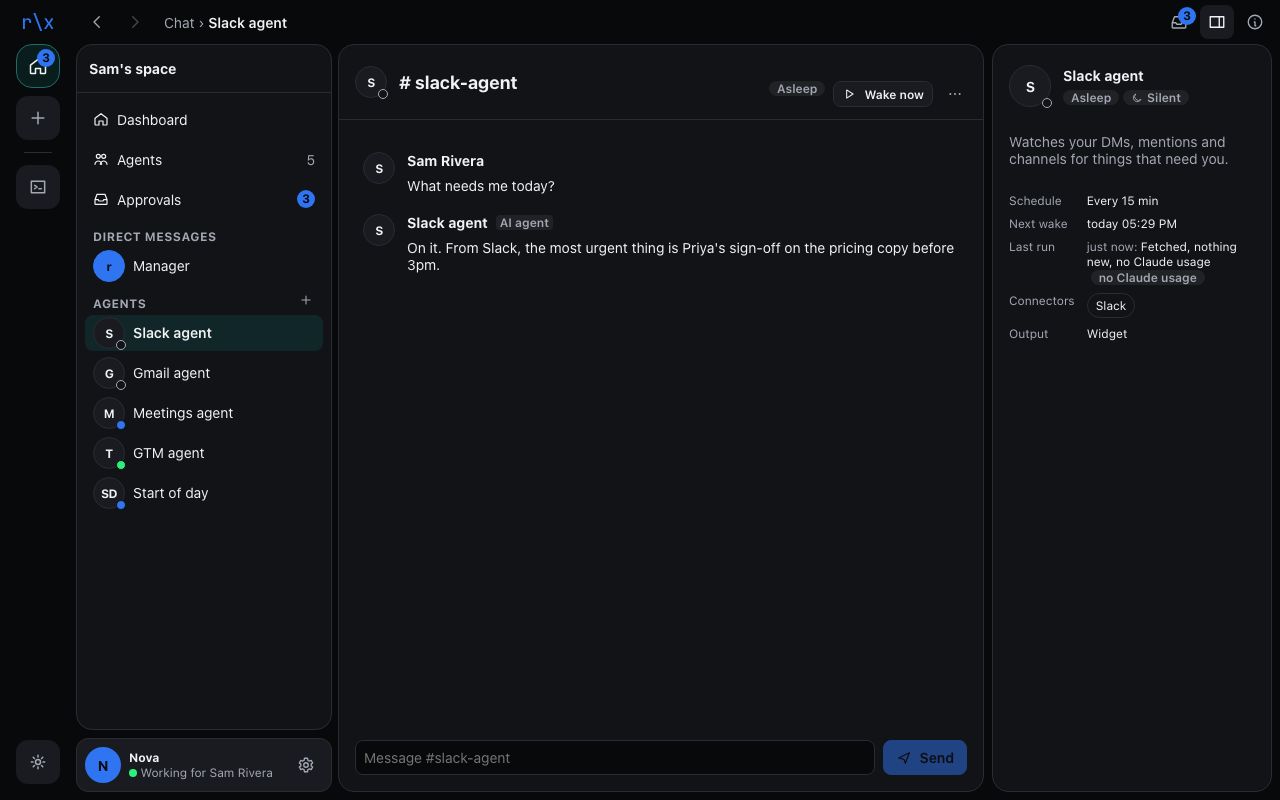 r\x
Chat › Slack agent
3
3
Sam's space
Dashboard
Agents 5
Approvals 3
DIRECT MESSAGES
r Manager
AGENTS
S Slack agent
G Gmail agent
M Meetings agent
T GTM agent
SD Start of day
N Nova
Working for Sam Rivera
S # slack-agent
Asleep
Wake now
S Sam Rivera
What needs me today?
S Slack agent AI agent
On it. From Slack, the most urgent thing is Priya's sign-off on the pricing copy before
3pm.
Message #slack-agent
Send
S Slack agent
Asleep Silent
Watches your DMs, mentions and
channels for things that need you.
Schedule Every 15 min
Next wake today 05:29 PM
Last run just now: Fetched, nothing
new, no Claude usage
no Claude usage
Connectors Slack
Output Widget